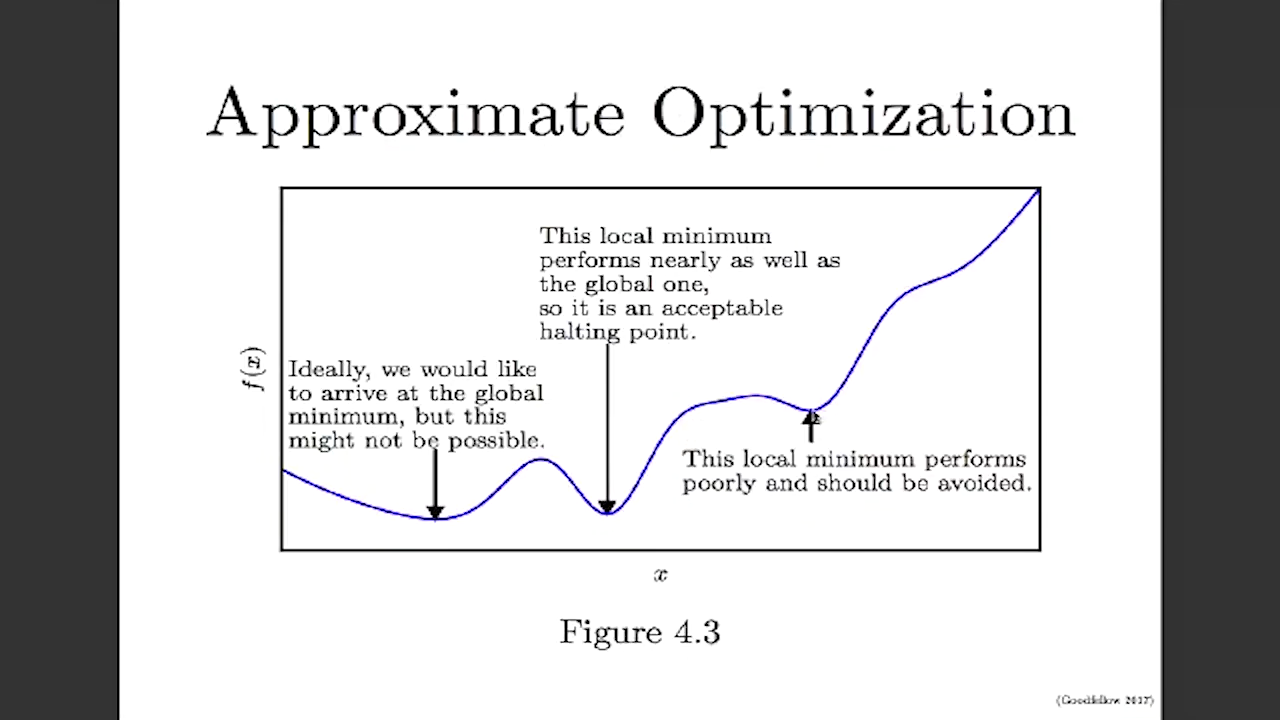 Approximate Optimization
This local minimum
performs nearly as well as
the global one,
so it is an acceptable
halting point.
f(x)
Ideally, we would like
to arrive at the global
minimum, but this
might not be possible.
This local minimum performs
poorly and should be avoided.
x
Figure 4.3
(Goodfellow 2017)